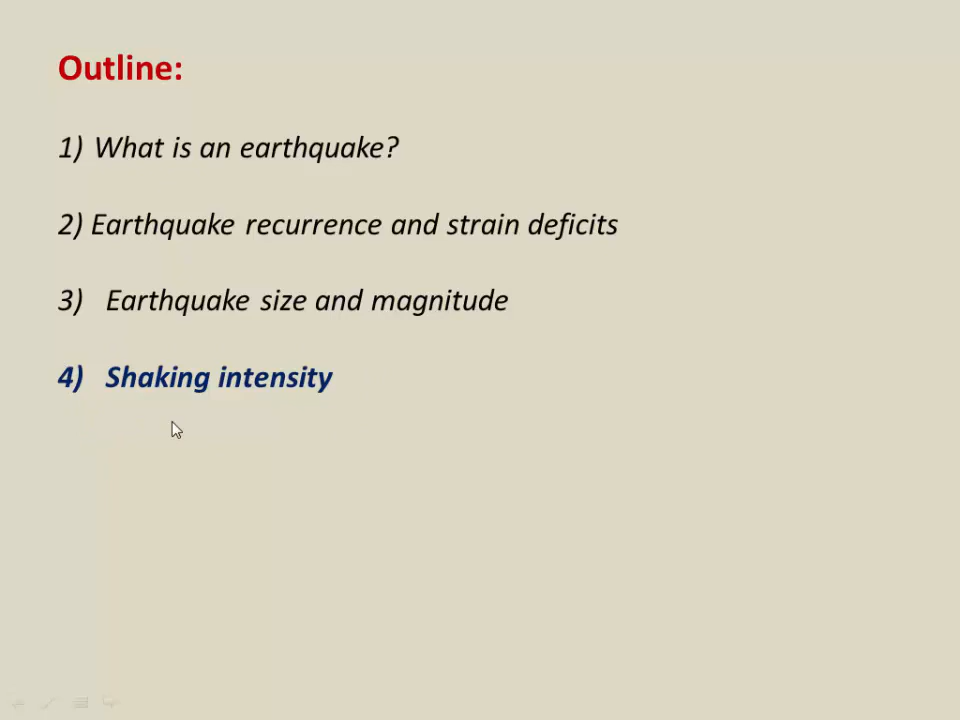 Outline:
1) What is an earthquake?
2) Earthquake recurrence and strain deficits
3) Earthquake size and magnitude
4) Shaking intensity